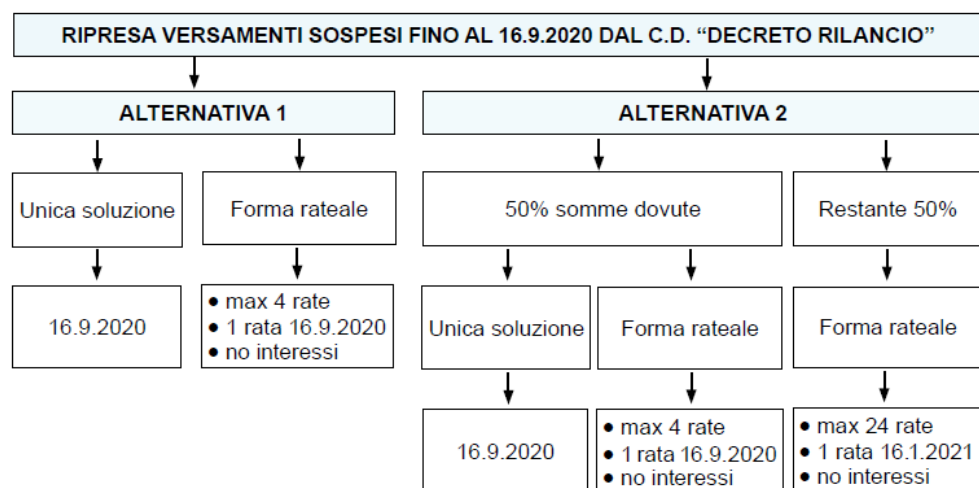 RIPRESA VERSAMENTI SOSPESI FINO AL 16.9.2020 DAL C.D. “DECRETO RILANCIO”
ALTERNATIVA 1
ALTERNATIVA 2
Unica soluzione
Forma rateale
50% somme dovute
Restante 50%
16.9.2020
● max 4 rate
● 1 rata 16.9.2020
● no interessi
Unica soluzione
Forma rateale
Forma rateale
16.9.2020
● max 4 rate
● 1 rata 16.9.2020
● no interessi
● max 24 rate
● 1 rata 16.1.2021
● no interessi